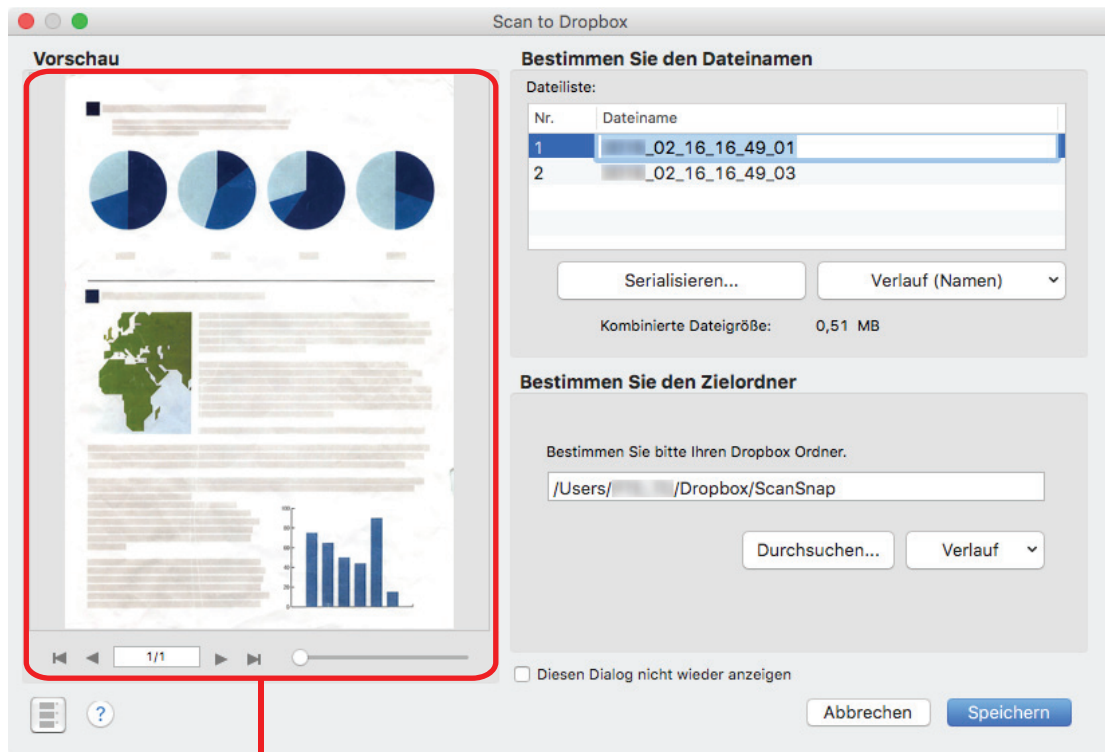 Scan to Dropbox
Vorschau
1/1
Bestimmen Sie den Dateinamen
Dateiliste:
Nr. Dateiname
1 _02_16_16_49_01
2 _02_16_16_49_03
Serialisieren... Verlauf (Namen)
Kombinierte Dateigröße: 0,51 MB
Bestimmen Sie den Zielordner
Bestimmen Sie bitte Ihren Dropbox Ordner.
/Users/ /Dropbox/ScanSnap
Durchsuchen... Verlauf
Diesen Dialog nicht wieder anzeigen
?
Abbrechen Speichern